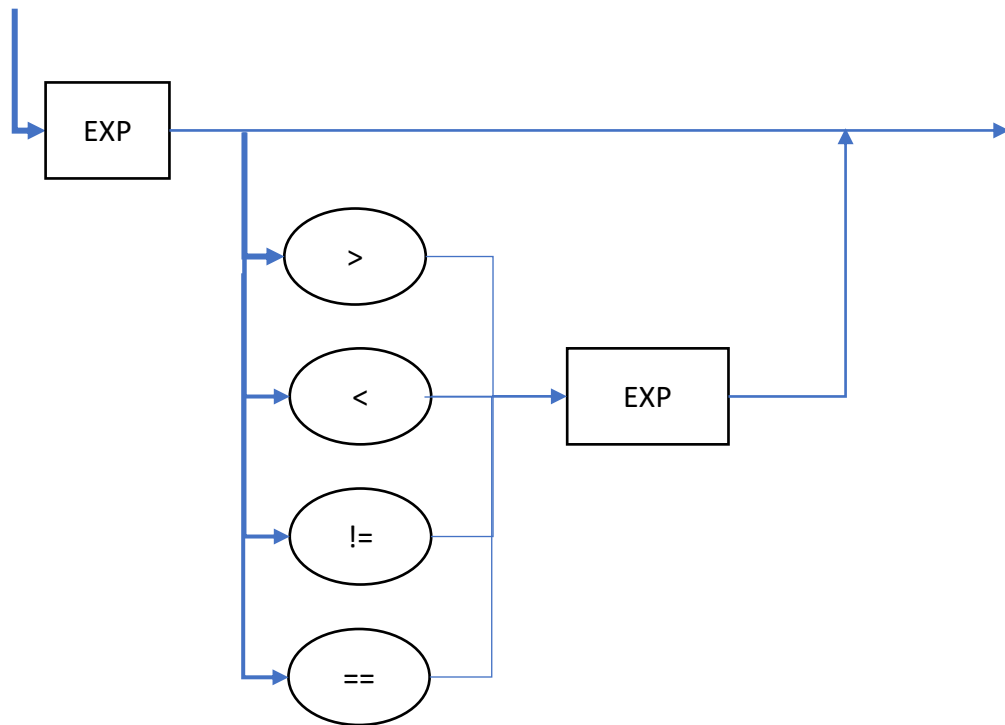 EXP
>
<
EXP
!=
==